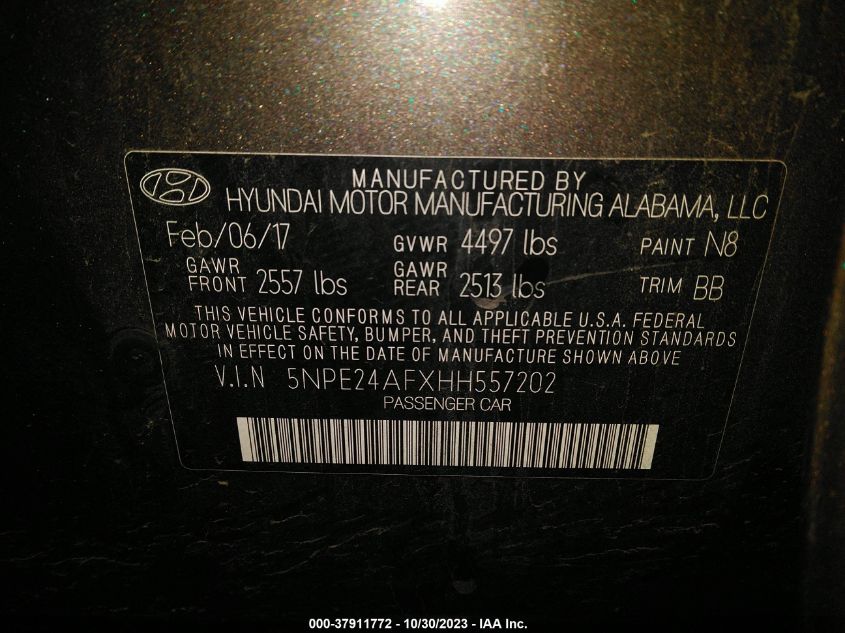 MANUFACTURED BY
HYUNDAI MOTOR MANUFACTURING ALABAMA, LLC
Feb/06/17 GVWR 4497 lbs PAINT N8
GAWR FRONT 2557 lbs GAWR REAR 2513 lbs TRIM BB
THIS VEHICLE CONFORMS TO ALL APPLICABLE U.S.A. FEDERAL
MOTOR VEHICLE SAFETY, BUMPER, AND THEFT PREVENTION STANDARDS
IN EFFECT ON THE DATE OF MANUFACTURE SHOWN ABOVE
V.I.N 5NPE24AFXHH557202
PASSENGER CAR
000-37911772 - 10/30/2023 - IAA Inc.